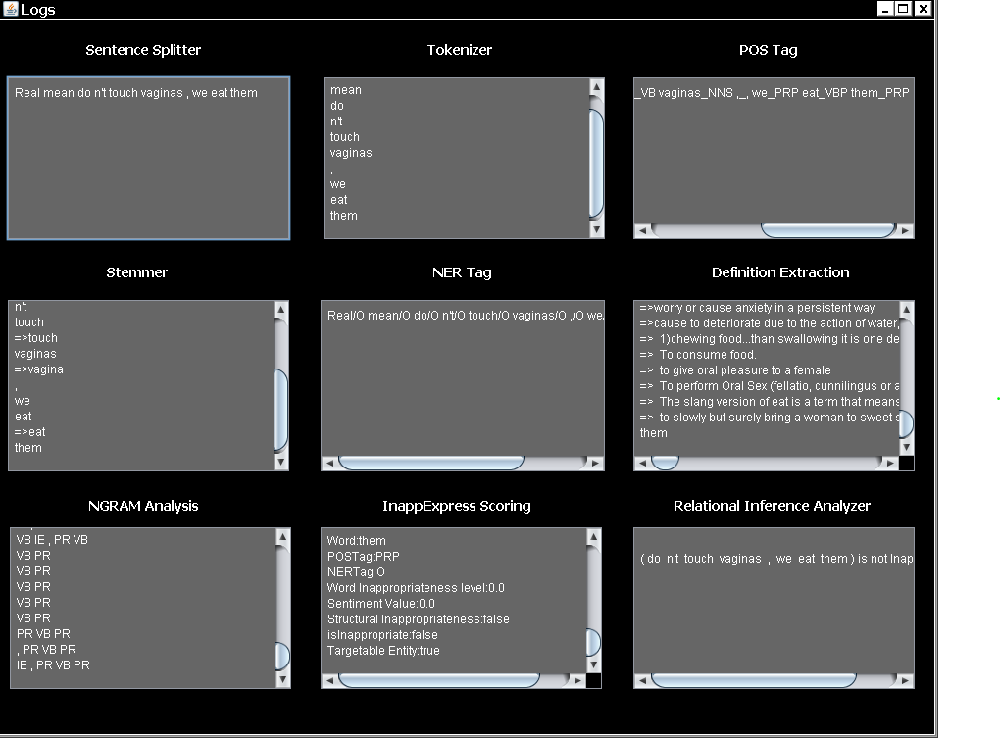 Logs
Sentence Splitter
Real mean do n't touch vaginas , we eat them
Tokenizer
mean
do
n't
touch
vaginas
,
we
eat
them
POS Tag
_VB vaginas_NNS ,_, we_PRP eat_VBP them_PRP
Stemmer
n't
touch
=>touch
vaginas
=>vagina
,
we
eat
=>eat
them
NER Tag
Real/O mean/O do/O n't/O touch/O vaginas/O ,/O we
Definition Extraction
=>worry or cause anxiety in a persistent way
=>cause to deteriorate due to the action of water,
=> 1)chewing food...than swallowing it is one de
=> To consume food.
=> to give oral pleasure to a female
=> To perform Oral Sex (fellatio, cunnilingus or a
=> The slang version of eat is a term that means
=> to slowly but surely bring a woman to sweet s
them
NGRAM Analysis
VB IE , PR VB
VB PR
VB PR
VB PR
VB PR
VB PR
PR VB PR
, PR VB PR
IE , PR VB PR
InappExpress Scoring
Word:them
POSTag:PRP
NERTag:O
Word Inappropriateness level:0.0
Sentiment Value:0.0
Structural Inappropriateness:false
isInappropriate:false
Targetable Entity:true
Relational Inference Analyzer
( do n't touch vaginas , we eat them ) is not Inap